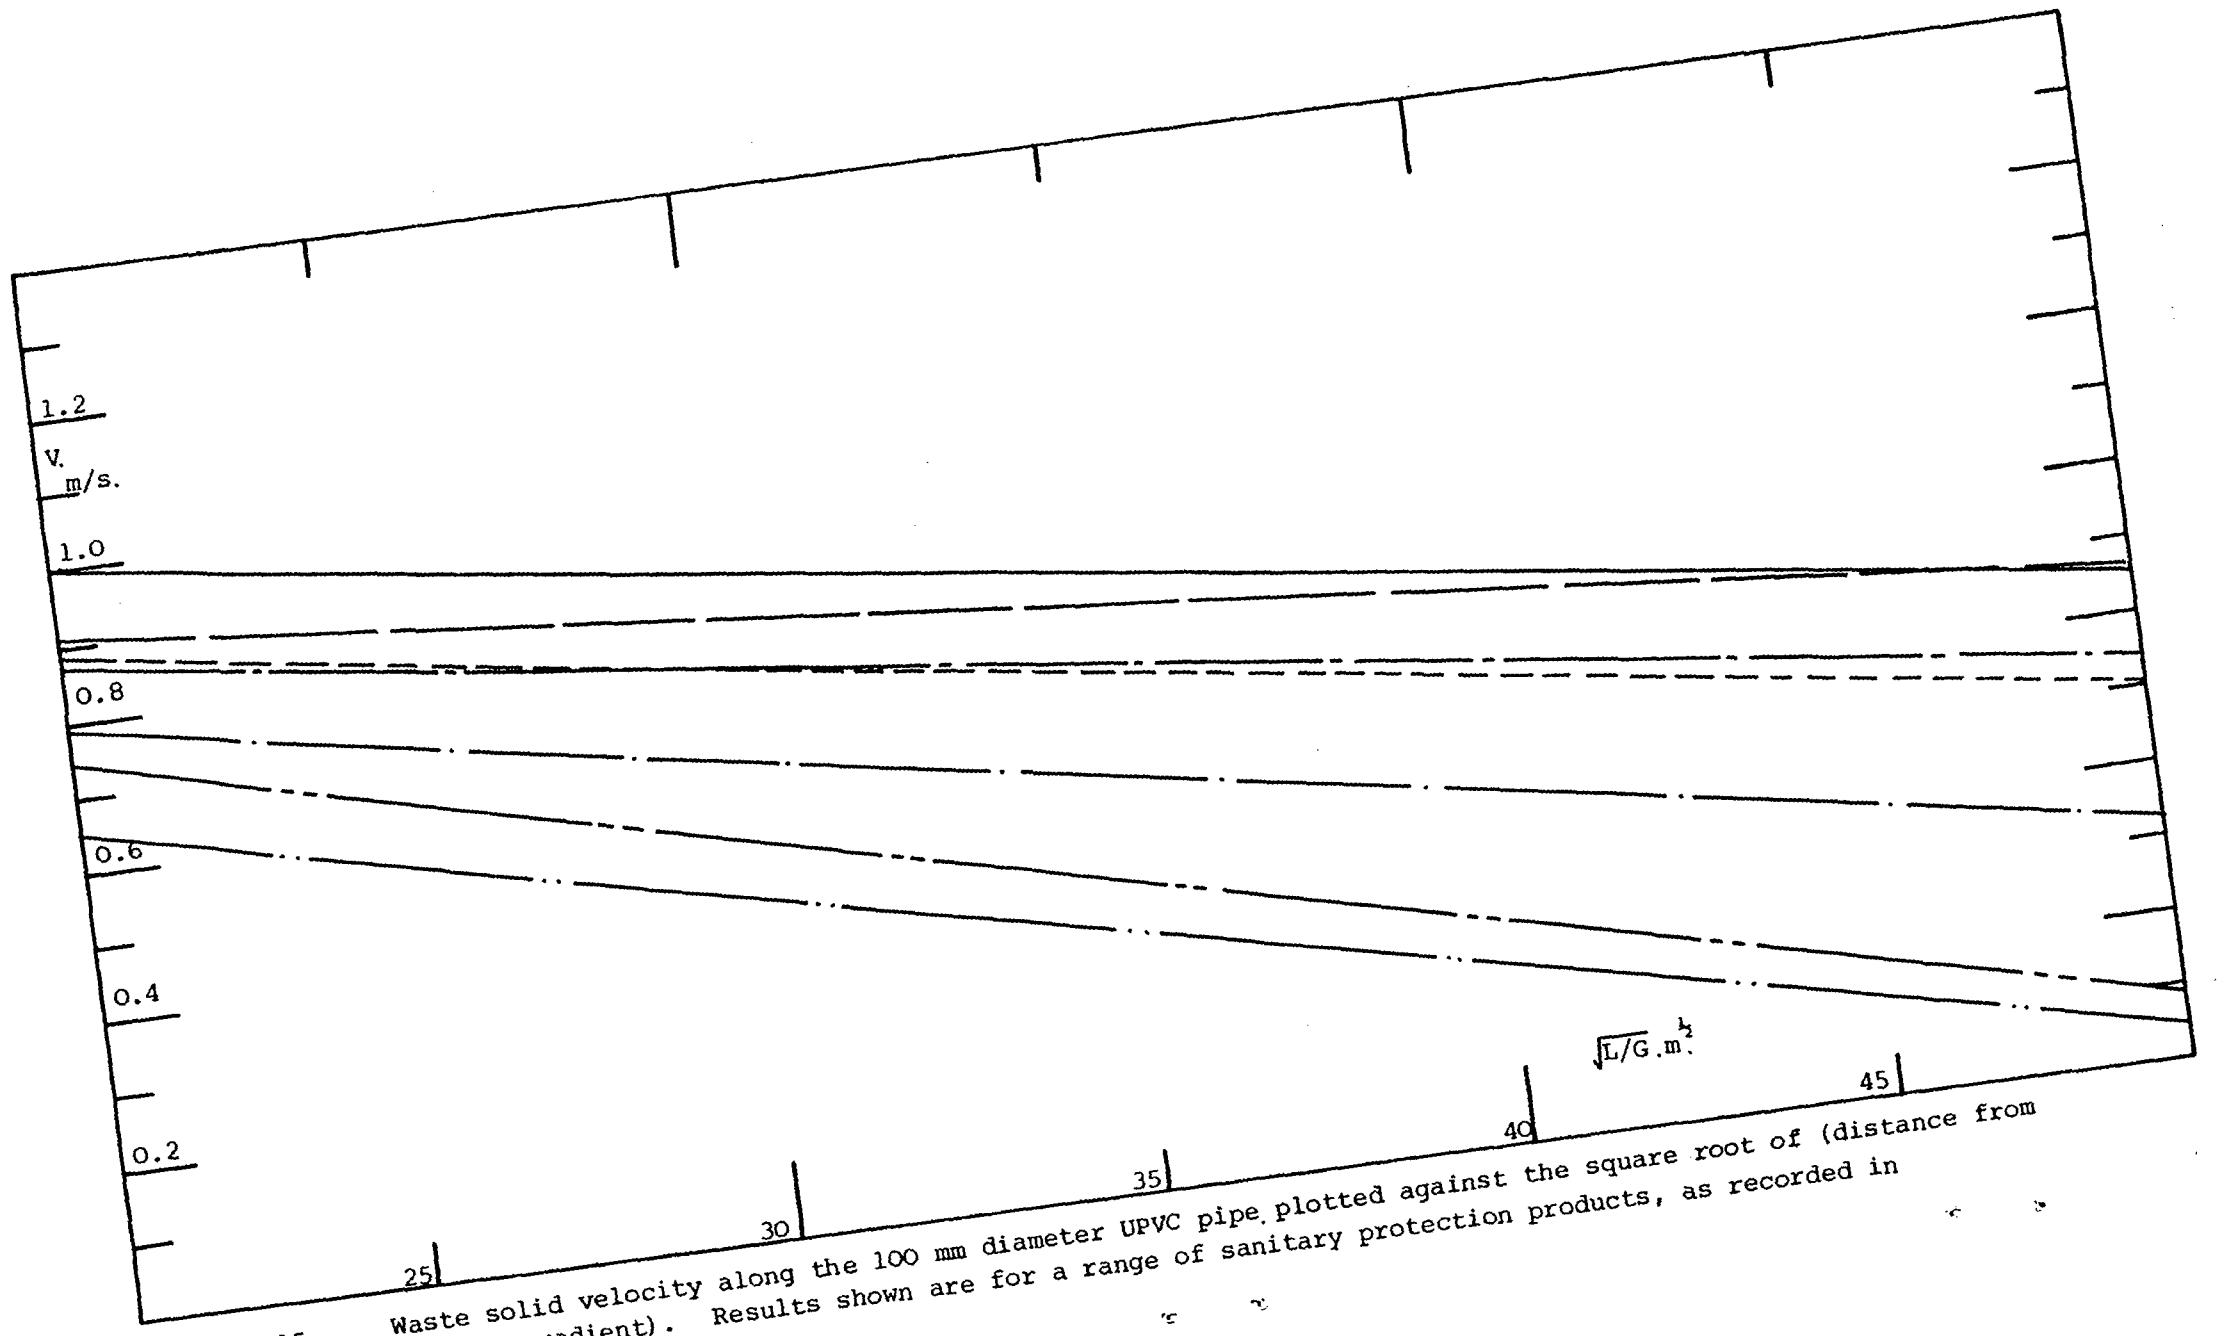 1.2
V.
m/s.
1.0
0.8
0.6
0.4
0.2
√L/G .m½.
25
30
35
40
45
Waste solid velocity along the 100 mm diameter UPVC pipe plotted against the square root of (distance from
Results shown are for a range of sanitary protection products, as recorded in